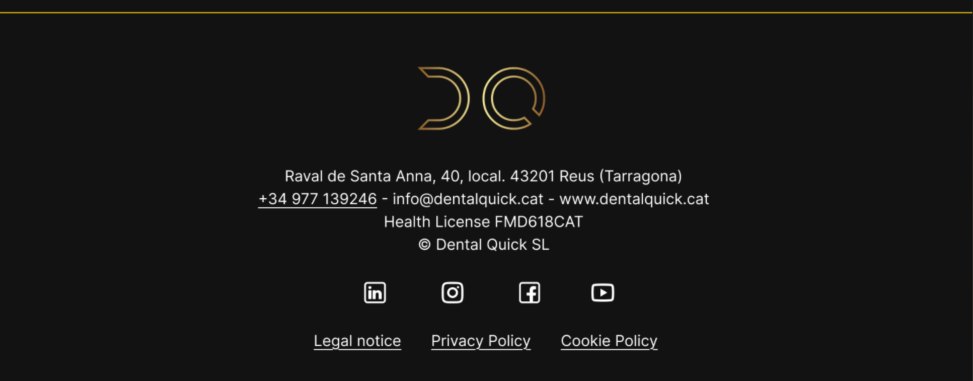 DQ
Raval de Santa Anna, 40, local. 43201 Reus (Tarragona)
+34 977 139246 - info@dentalquick.cat - www.dentalquick.cat
Health License FMD618CAT
© Dental Quick SL
Legal notice Privacy Policy Cookie Policy